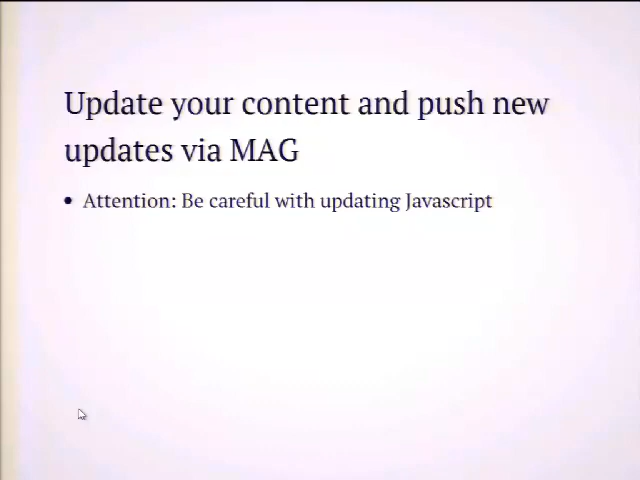 Update your content and push new
updates via MAG
• Attention: Be careful with updating Javascript